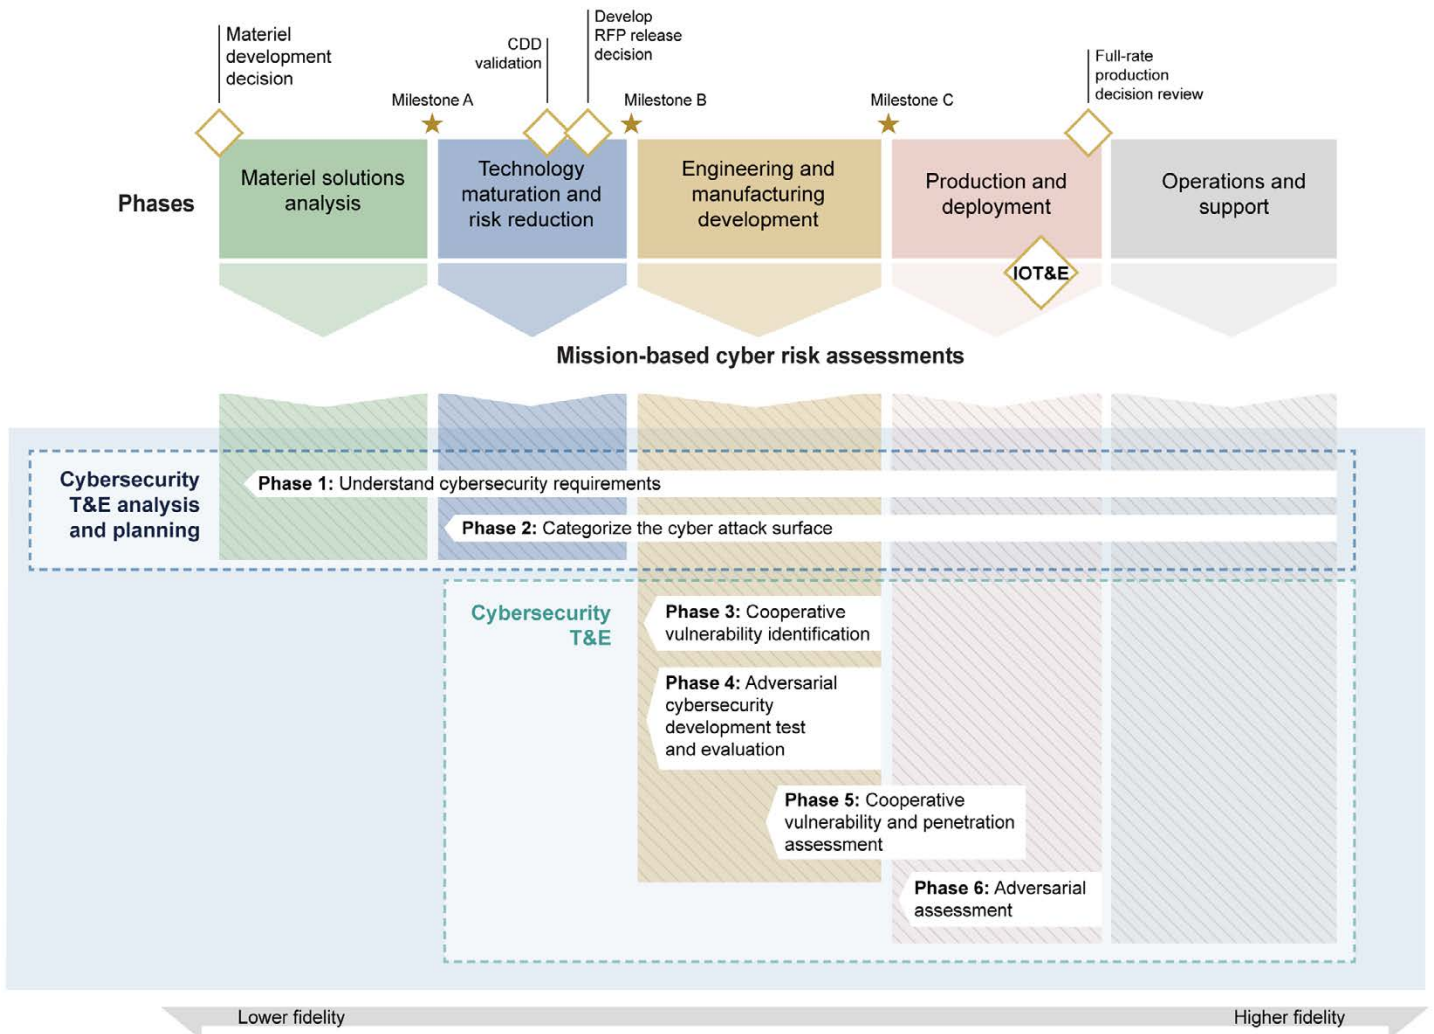 Materiel
development
decision
CDD
validation
Develop
RFP release
decision
Full-rate
production
decision review
Milestone A
Milestone B
Milestone C
Phases
Materiel solutions
analysis
Technology
maturation and
risk reduction
Engineering and
manufacturing
development
Production and
deployment
Operations and
support
IOT&E
Mission-based cyber risk assessments
Cybersecurity
T&E analysis
and planning
Phase 1: Understand cybersecurity requirements
Phase 2: Categorize the cyber attack surface
Cybersecurity
T&E
Phase 3: Cooperative
vulnerability identification
Phase 4: Adversarial
cybersecurity
development test
and evaluation
Phase 5: Cooperative
vulnerability and penetration
assessment
Phase 6: Adversarial
assessment
Lower fidelity
Higher fidelity